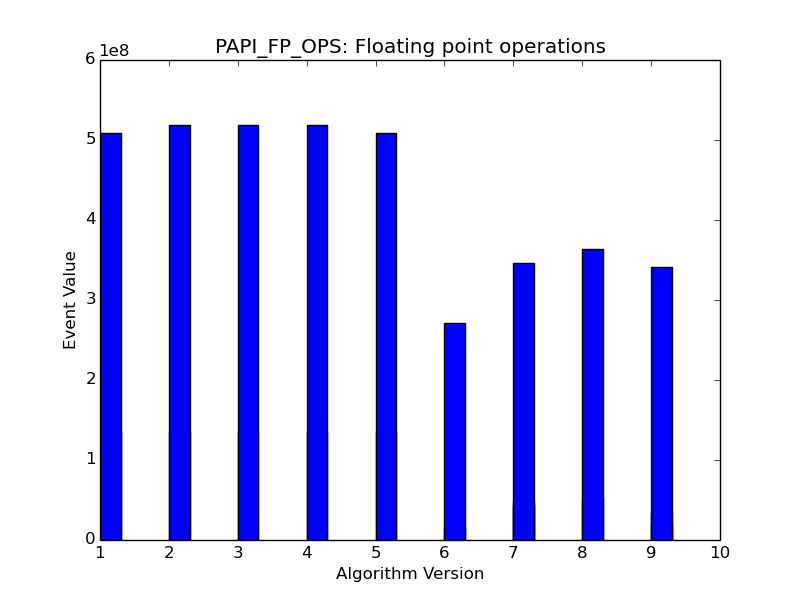 PAPI_FP_OPS: Floating point operations
1e8
6
5
4
3
2
1
0
Event Value
1 2 3 4 5 6 7 8 9 10
Algorithm Version